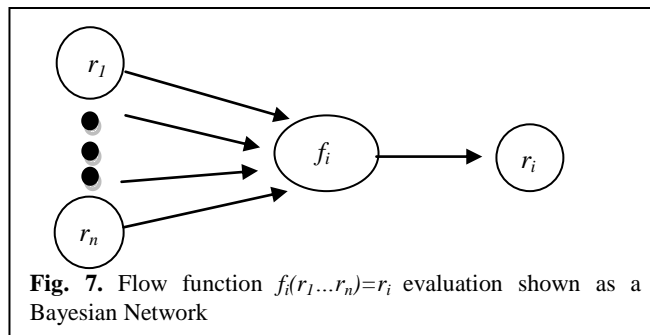 r1
fi
ri
rn
Fig. 7. Flow function fi(r1...rn)=ri evaluation shown as a
Bayesian Network